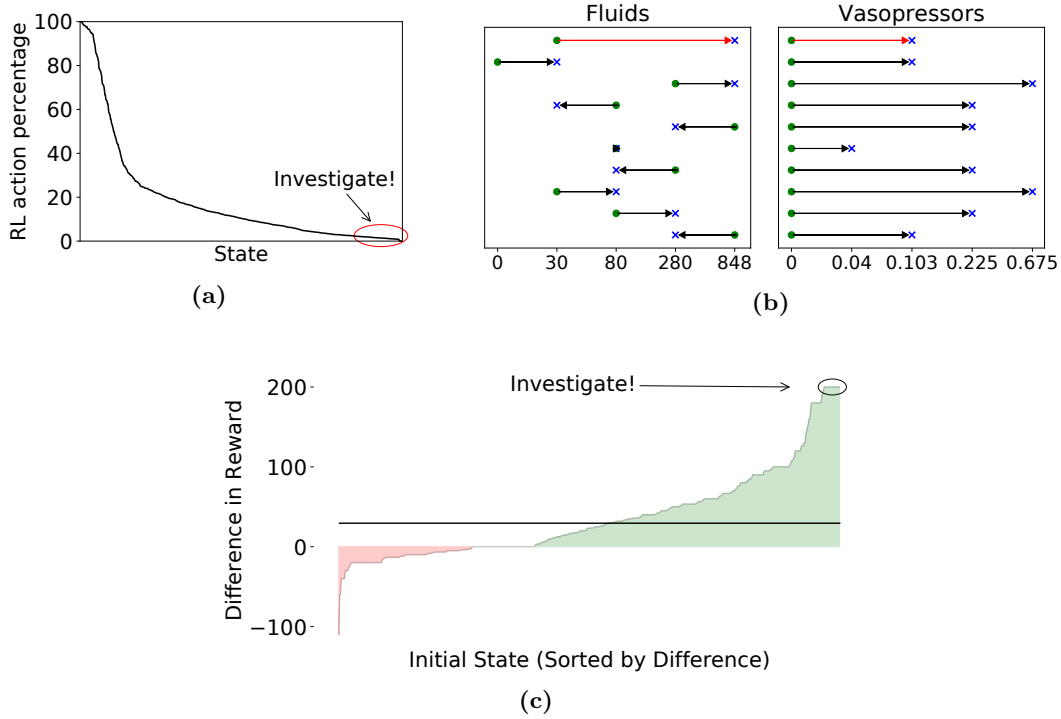 100
80
60
40
20
0
RL action percentage
Investigate!
State
(a)
Fluids
0 30 80 280 848
Vasopressors
0 0.04 0.103 0.225 0.675
(b)
200
100
0
−100
Difference in Reward
Investigate!
Initial State (Sorted by Difference)
(c)